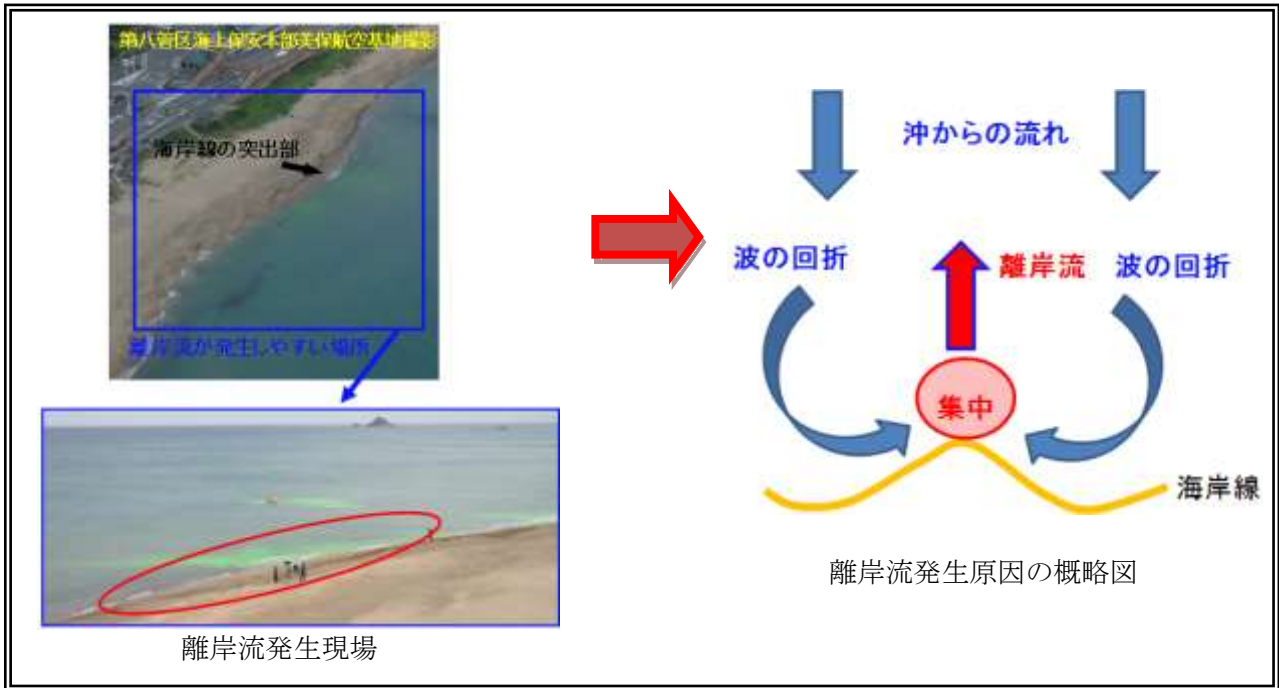 第八管区海上保安本部美保航空基地撮影
海岸線の突出部
離岸流が発生しやすい場所
離岸流発生現場
沖からの流れ
波の回折
離岸流
波の回折
集中
海岸線
離岸流発生原因の概略図